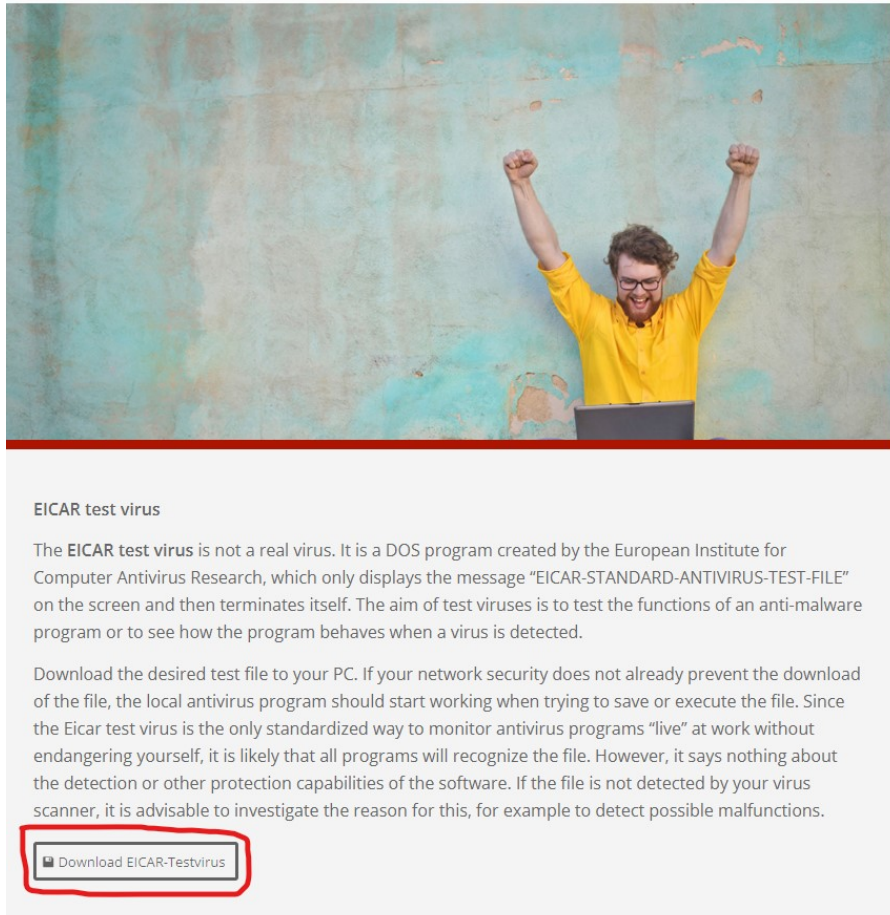 EICAR test virus
The EICAR test virus is not a real virus. It is a DOS program created by the European Institute for
Computer Antivirus Research, which only displays the message “EICAR-STANDARD-ANTIVIRUS-TEST-FILE”
on the screen and then terminates itself. The aim of test viruses is to test the functions of an anti-malware
program or to see how the program behaves when a virus is detected.
Download the desired test file to your PC. If your network security does not already prevent the download
of the file, the local antivirus program should start working when trying to save or execute the file. Since
the Eicar test virus is the only standardized way to monitor antivirus programs “live” at work without
endangering yourself, it is likely that all programs will recognize the file. However, it says nothing about
the detection or other protection capabilities of the software. If the file is not detected by your virus
scanner, it is advisable to investigate the reason for this, for example to detect possible malfunctions.
Download EICAR-Testvirus